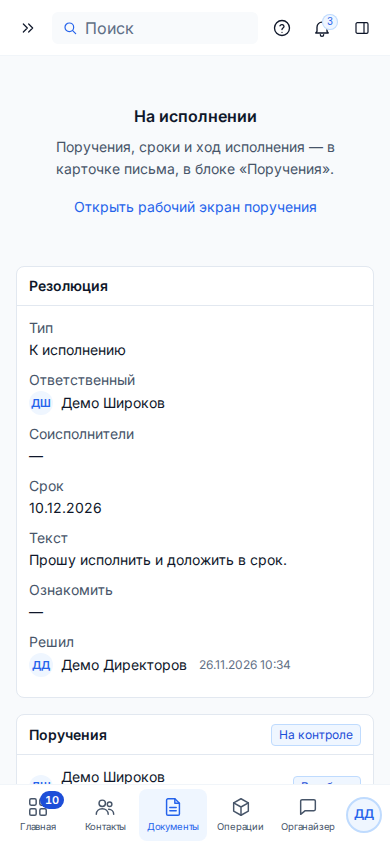 Поиск
3
На исполнении
Поручения, сроки и ход исполнения — в
карточке письма, в блоке «Поручения».
Открыть рабочий экран поручения
Резолюция
Тип
К исполнению
Ответственный
ДШ Демо Широков
Соисполнители
—
Срок
10.12.2026
Текст
Прошу исполнить и доложить в срок.
Ознакомить
—
Решил
ДД Демо Директоров 26.11.2026 10:34
Поручения На контроле
Демо Широков
10
Главная Контакты Документы Операции Органайзер ДД